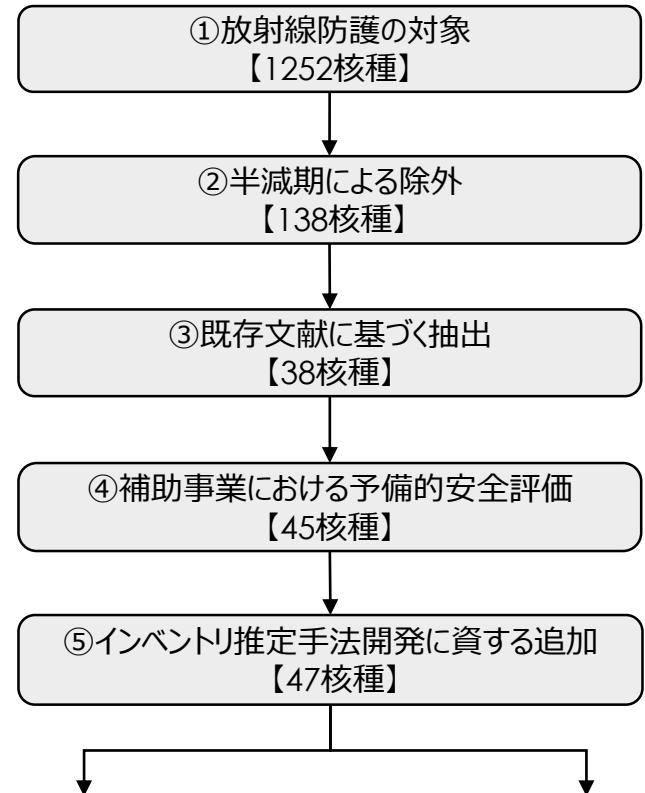 ①放射線防護の対象
【1252核種】
②半減期による除外
【138核種】
③既存文献に基づく抽出
【38核種】
④補助事業における予備的安全評価
【45核種】
⑤インベントリ推定手法開発に資する追加
【47核種】